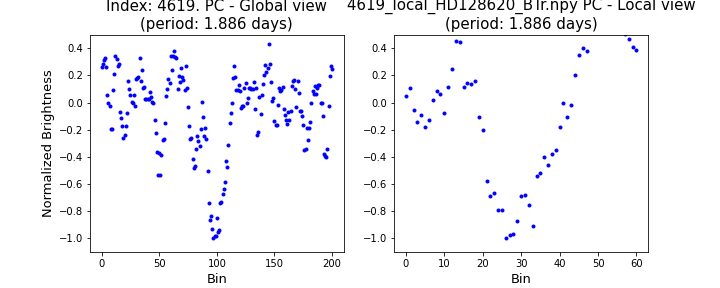 Index: 4619. PC - Global view
(period: 1.886 days)
4619_local_HD128620_BTr.npy PC - Local view
(period: 1.886 days)
Normalized Brightness
0.4
0.2
0.0
−0.2
−0.4
−0.6
−0.8
−1.0
0 50 100 150 200
Bin
0.4
0.2
0.0
−0.2
−0.4
−0.6
−0.8
−1.0
0 10 20 30 40 50 60
Bin